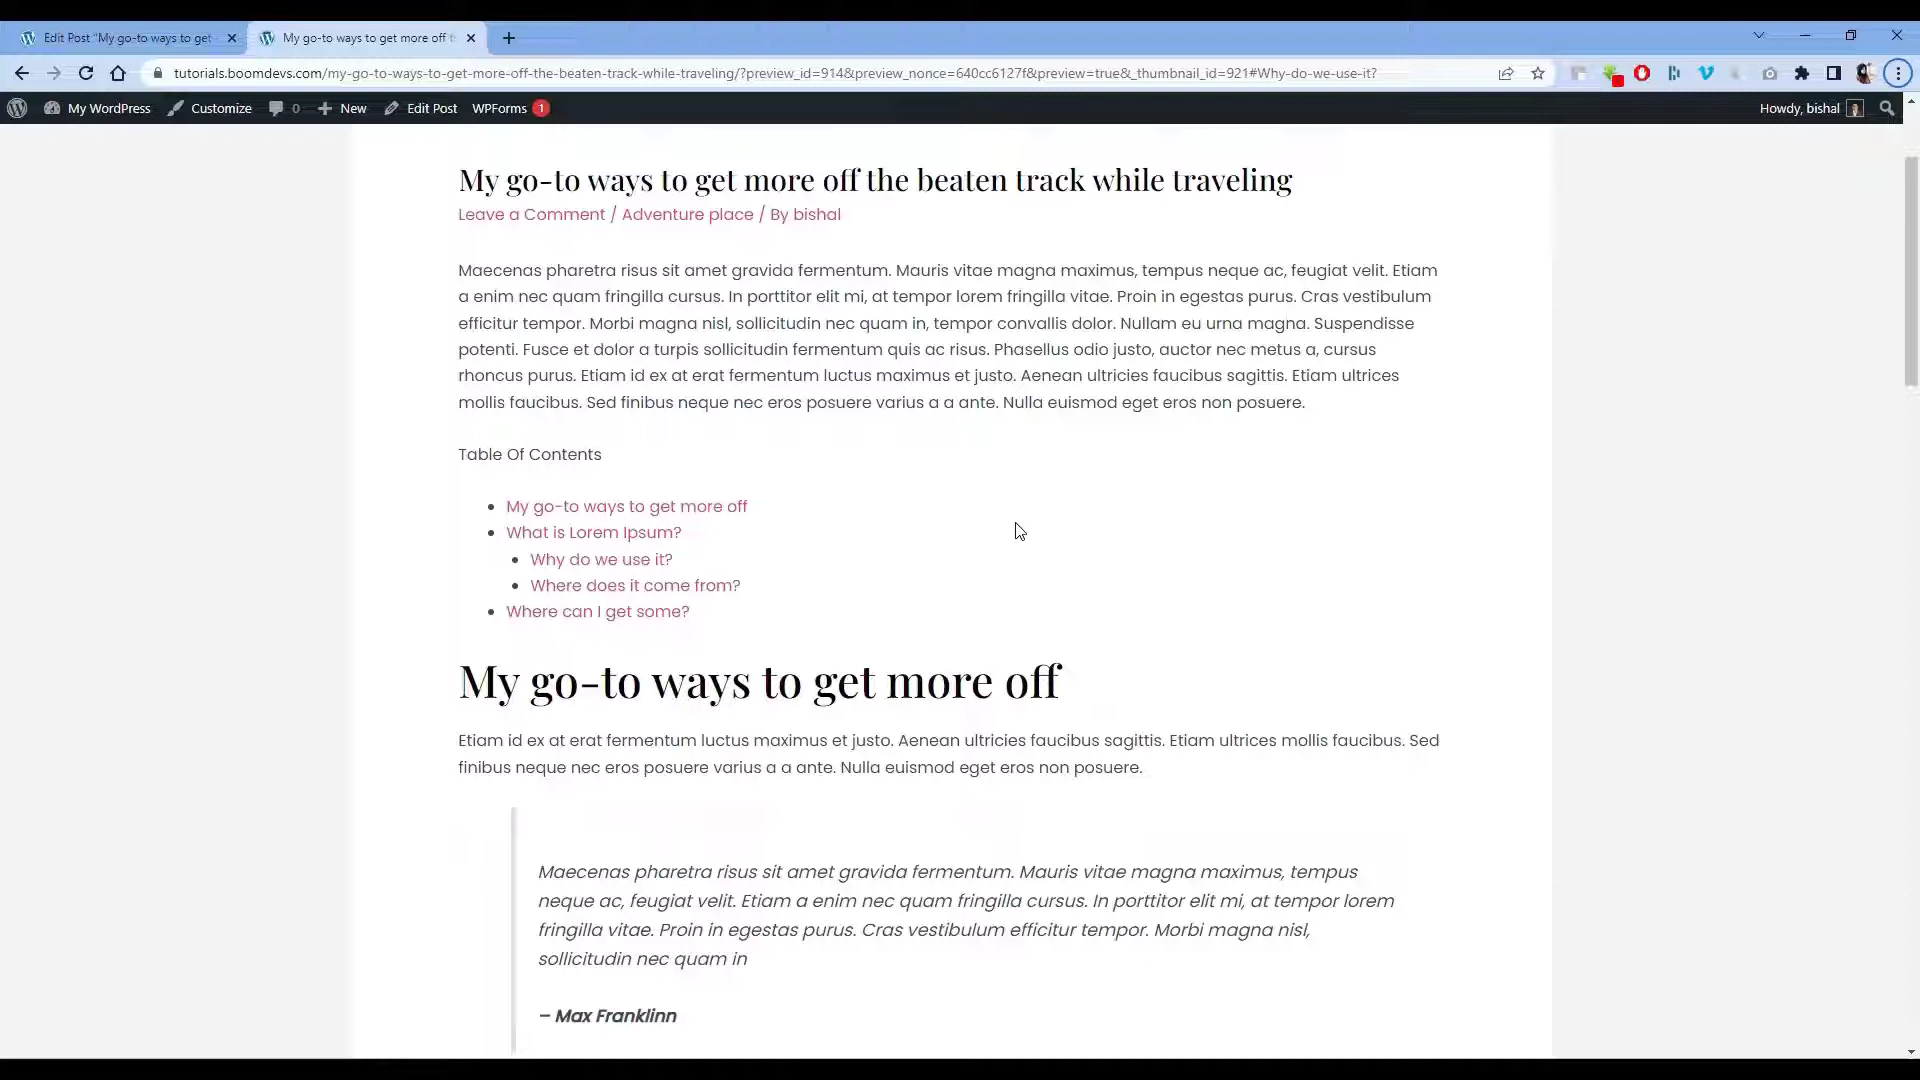 Edit Post "My go-to ways to get
My go-to ways to get more off t
tutorials.boomdevs.com/my-go-to-ways-to-get-more-off-the-beaten-track-while-traveling/?preview_id=914&preview_nonce=640cc6127f&preview=true&_thumbnail_id=921#Why-do-we-use-it?
My WordPress Customize 0 New Edit Post WPForms 1 Howdy, bishal
My go-to ways to get more off the beaten track while traveling
Leave a Comment / Adventure place / By bishal
Maecenas pharetra risus sit amet gravida fermentum. Mauris vitae magna maximus, tempus neque ac, feugiat velit. Etiam
a enim nec quam fringilla cursus. In porttitor elit mi, at tempor lorem fringilla vitae. Proin in egestas purus. Cras vestibulum
efficitur tempor. Morbi magna nisl, sollicitudin nec quam in, tempor convallis dolor. Nullam eu urna magna. Suspendisse
potenti. Fusce et dolor a turpis sollicitudin fermentum quis ac risus. Phasellus odio justo, auctor nec metus a, cursus
rhoncus purus. Etiam id ex at erat fermentum luctus maximus et justo. Aenean ultricies faucibus sagittis. Etiam ultrices
mollis faucibus. Sed finibus neque nec eros posuere varius a a ante. Nulla euismod eget eros non posuere.
Table Of Contents
My go-to ways to get more off
What is Lorem Ipsum?
Why do we use it?
Where does it come from?
Where can I get some?
My go-to ways to get more off
Etiam id ex at erat fermentum luctus maximus et justo. Aenean ultricies faucibus sagittis. Etiam ultrices mollis faucibus. Sed
finibus neque nec eros posuere varius a a ante. Nulla euismod eget eros non posuere.
Maecenas pharetra risus sit amet gravida fermentum. Mauris vitae magna maximus, tempus
neque ac, feugiat velit. Etiam a enim nec quam fringilla cursus. In porttitor elit mi, at tempor lorem
fringilla vitae. Proin in egestas purus. Cras vestibulum efficitur tempor. Morbi magna nisl,
sollicitudin nec quam in
– Max Franklinn